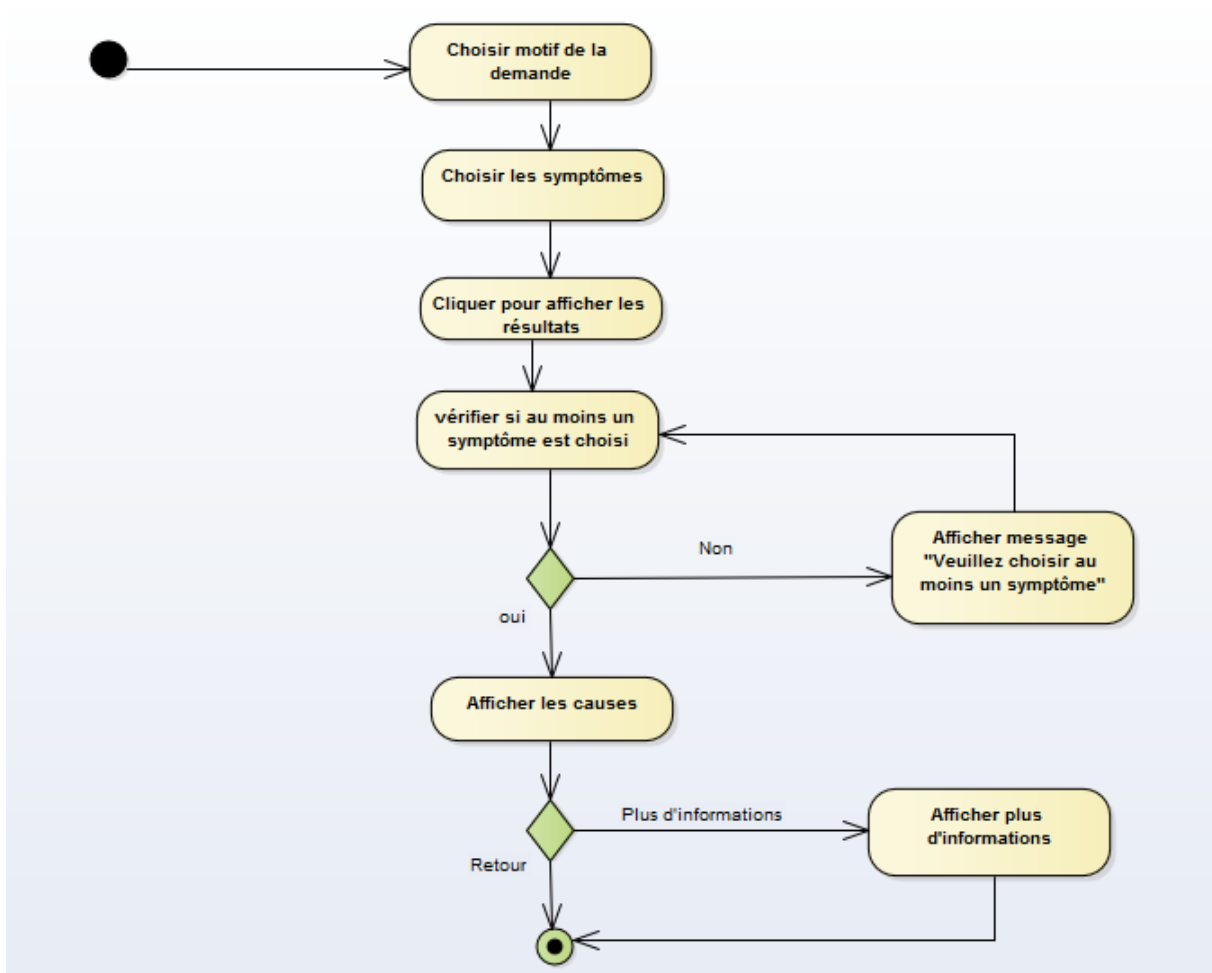 Choisir motif de la
demande
Choisir les symptômes
Cliquer pour afficher les
résultats
vérifier si au moins un
symptôme est choisi
Non
Afficher message
"Veuillez choisir au
moins un symptôme"
oui
Afficher les causes
Plus d'informations
Afficher plus
d'informations
Retour